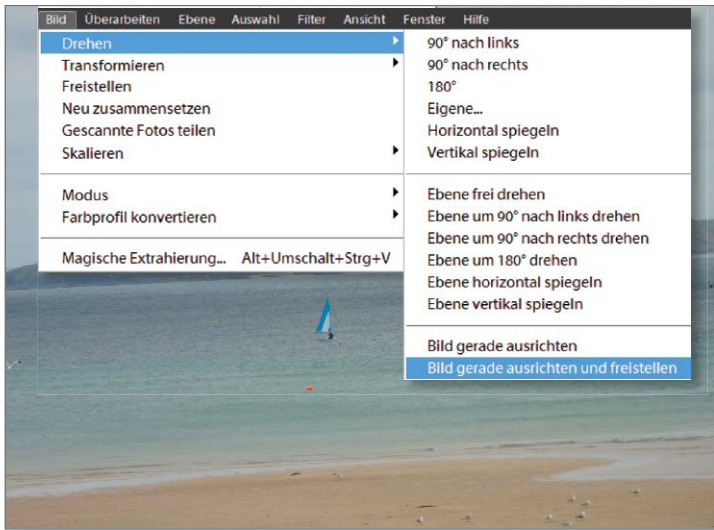 Bild Überarbeiten Ebene Auswahl Filter Ansicht Fenster Hilfe
Drehen
Transformieren
Freistellen
Neu zusammensetzen
Gescannte Fotos teilen
Skalieren
Modus
Farbprofil konvertieren
Magische Extrahierung... Alt+Umschalt+Strg+V
90° nach links
90° nach rechts
180°
Eigene...
Horizontal spiegeln
Vertikal spiegeln
Ebene frei drehen
Ebene um 90° nach links drehen
Ebene um 90° nach rechts drehen
Ebene um 180° drehen
Ebene horizontal spiegeln
Ebene vertikal spiegeln
Bild gerade ausrichten
Bild gerade ausrichten und freistellen